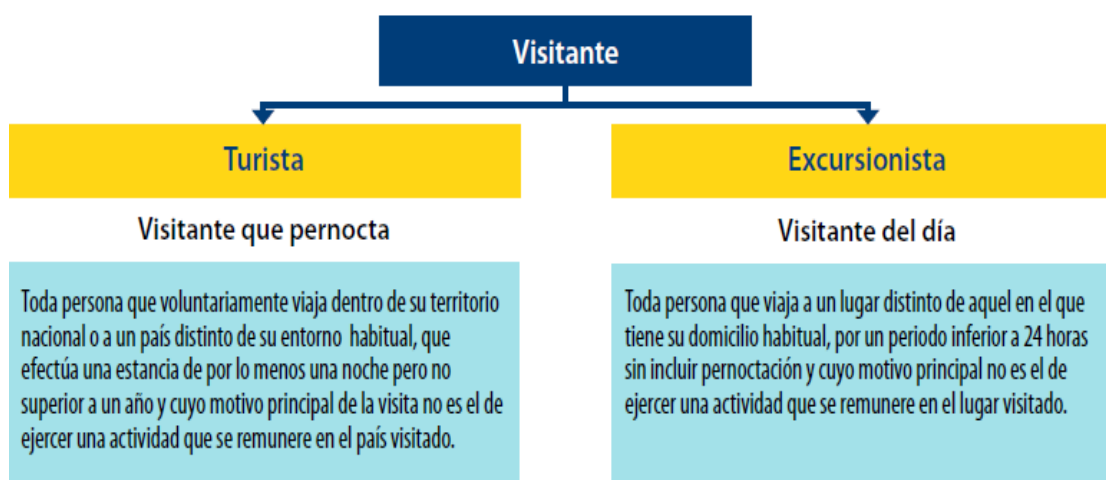 Visitante
Turista
Visitante que pernocta
Toda persona que voluntariamente viaja dentro de su territorio
nacional o a un país distinto de su entorno habitual, que
efectúa una estancia de por lo menos una noche pero no
superior a un año y cuyo motivo principal de la visita no es el de
ejercer una actividad que se remunere en el país visitado.
Excursionista
Visitante del día
Toda persona que viaja a un lugar distinto de aquel en el que
tiene su domicilio habitual, por un periodo inferior a 24 horas
sin incluir pernoctación y cuyo motivo principal no es el de
ejercer una actividad que se remunere en el lugar visitado.